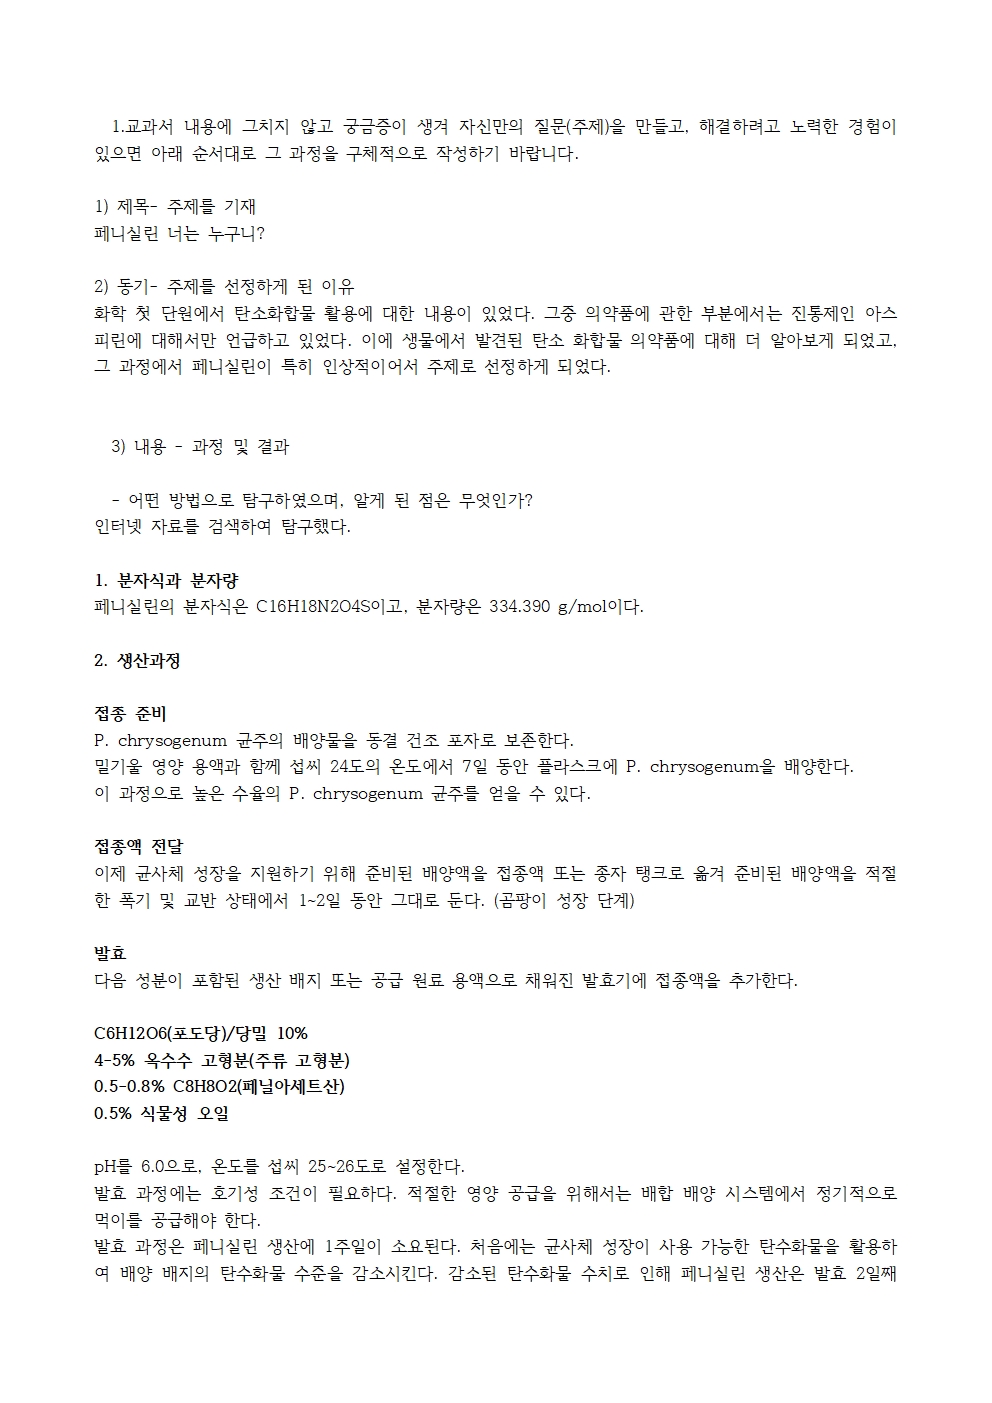 1.교과서 내용에 그치지 않고 궁금증이 생겨 자신만의 질문(주제)을 만들고, 해결하려고 노력한 경험이
있으면 아래 순서대로 그 과정을 구체적으로 작성하기 바랍니다.
1) 제목- 주제를 기재
페니실린 너는 누구니?
2) 동기- 주제를 선정하게 된 이유
화학 첫 단원에서 탄소화합물 활용에 대한 내용이 있었다. 그중 의약품에 관한 부분에서는 진통제인 아스
피린에 대해서만 언급하고 있었다. 이에 생물에서 발견된 탄소 화합물 의약품에 대해 더 알아보게 되었고,
그 과정에서 페니실린이 특히 인상적이어서 주제로 선정하게 되었다.
3) 내용 - 과정 및 결과
- 어떤 방법으로 탐구하였으며, 알게 된 점은 무엇인가?
인터넷 자료를 검색하여 탐구했다.
1. 분자식과 분자량
페니실린의 분자식은 C16H18N2O4S이고, 분자량은 334.390 g/mol이다.
2. 생산과정
접종 준비
P. chrysogenum 균주의 배양물을 동결 건조 포자로 보존한다.
밀기울 영양 용액과 함께 섭씨 24도의 온도에서 7일 동안 플라스크에 P. chrysogenum을 배양한다.
이 과정으로 높은 수율의 P. chrysogenum 균주를 얻을 수 있다.
접종액 전달
이제 균사체 성장을 지원하기 위해 준비된 배양액을 접종액 또는 종자 탱크로 옮겨 준비된 배양액을 적절
한 폭기 및 교반 상태에서 1~2일 동안 그대로 둔다. (곰팡이 성장 단계)
발효
다음 성분이 포함된 생산 배지 또는 공급 원료 용액으로 채워진 발효기에 접종액을 추가한다.
C6H12O6(포도당)/당밀 10%
4-5% 옥수수 고형분(주류 고형분)
0.5-0.8% C8H8O2(페닐아세트산)
0.5% 식물성 오일
pH를 6.0으로, 온도를 섭씨 25~26도로 설정한다.
발효 과정에는 호기성 조건이 필요하다. 적절한 영양 공급을 위해서는 배합 배양 시스템에서 정기적으로
먹이를 공급해야 한다.
발효 과정은 페니실린 생산에 1주일이 소요된다. 처음에는 균사체 성장이 사용 가능한 탄수화물을 활용하
여 배양 배지의 탄수화물 수준을 감소시킨다. 감소된 탄수화물 수치로 인해 페니실린 생산은 발효 2일째